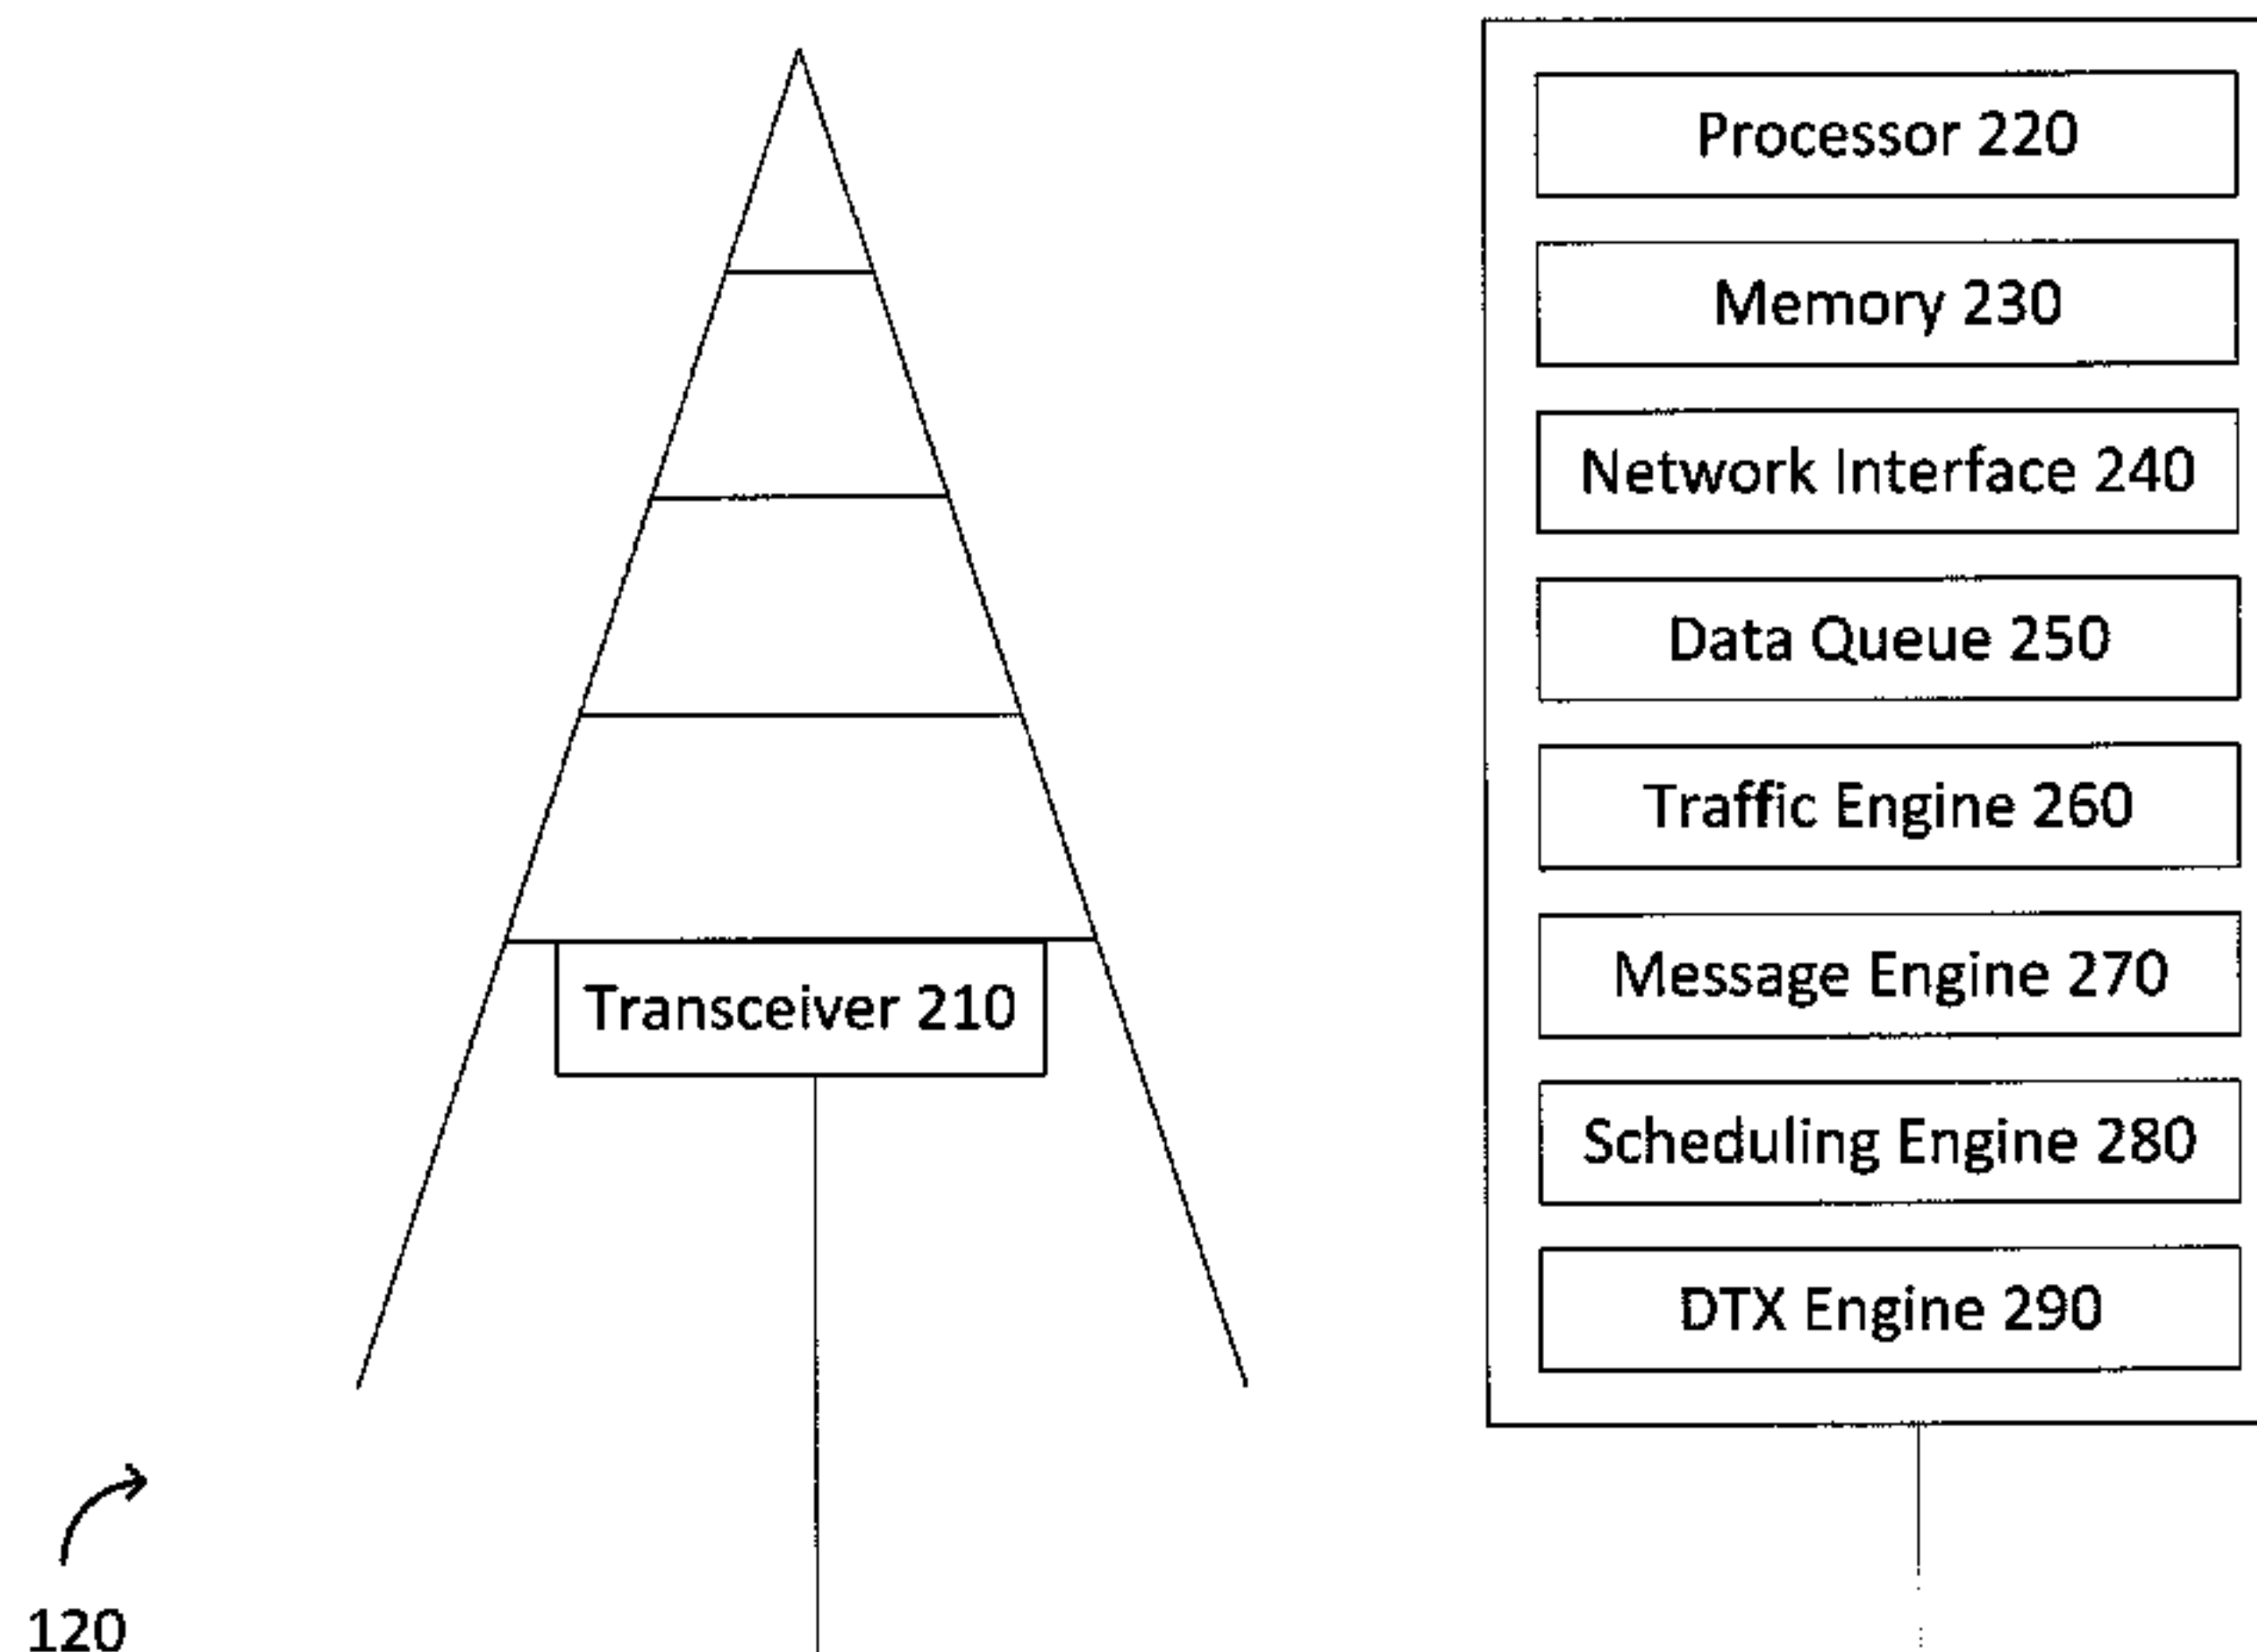 Processor 220
Memory 230
Network Interface 240
Data Queue 250
Traffic Engine 260
Message Engine 270
Transceiver 210
Scheduling Engine 280
DTX Engine 290
120